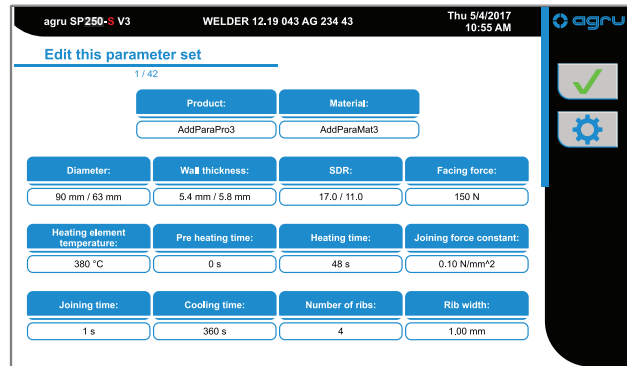 agru SP250-S V3 WELDER 12.19 043 AG 234 43 Thu 5/4/2017
10:55 AM
agru
Edit this parameter set
1 / 42
Product: Material:
AddParaPro3 AddParaMat3
Diameter: Wall thickness: SDR: Facing force:
90 mm / 63 mm 5.4 mm / 5.8 mm 17.0 / 11.0 150 N
Heating element
temperature: Pre heating time: Heating time: Joining force constant:
380 °C 0 s 48 s 0.10 N/mm^2
Joining time: Cooling time: Number of ribs: Rib width:
1 s 360 s 4 1.00 mm